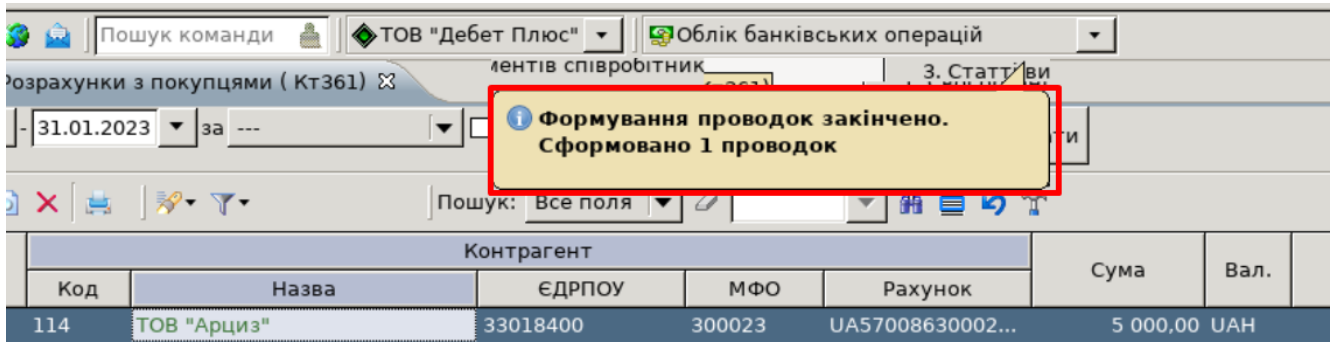 Пошук команди ТОВ "Дебет Плюс" Облік банківських операцій
Розрахунки з покупцями ( Кт361)
ментів співробітник
3. Статт ви
- 31.01.2023 за ---
Формування проводок закінчено.
Сформовано 1 проводок
ти
Пошук: Все поля
Контрагент
Сума Вал.
Код Назва ЄДРПОУ МФО Рахунок
114 ТОВ "Арциз" 33018400 300023 UA57008630002... 5 000,00 UAH